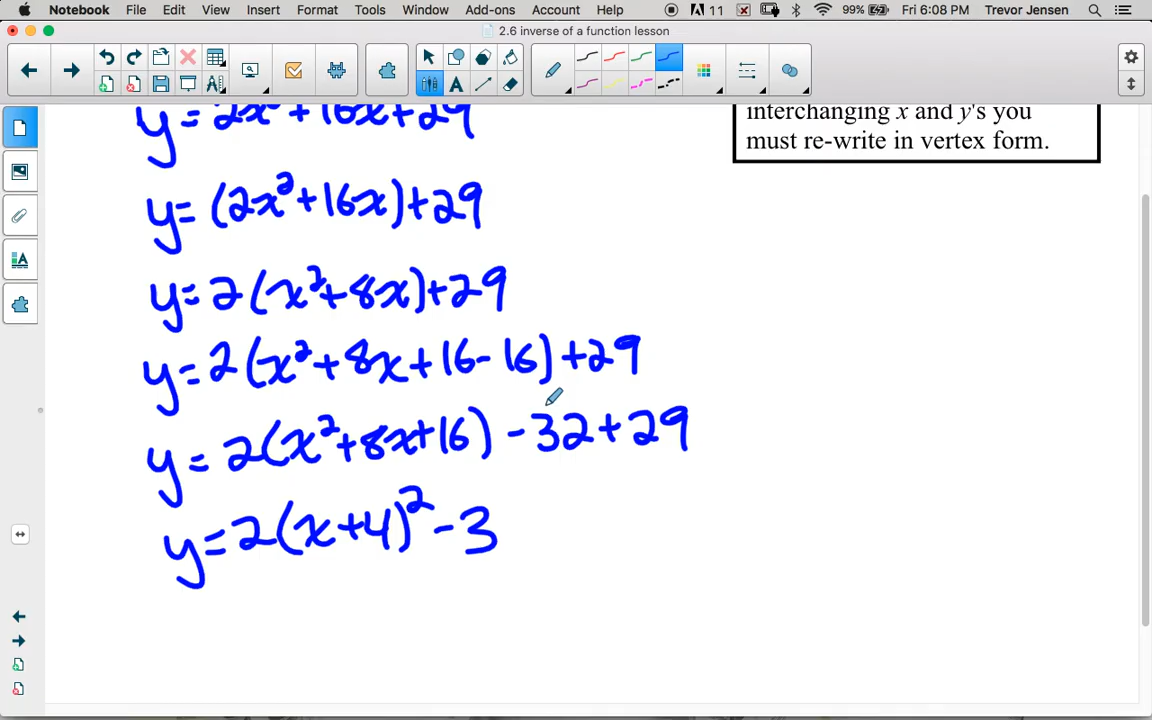 Notebook File Edit View Insert Format Tools Window Add-ons Account Help 11 99% Fri 6:08 PM Trevor Jensen
2.6 inverse of a function lesson
interchanging x and y's you
must re-write in vertex form.
y=2x²+16x+29
y=(2x²+16x)+29
y=2(x²+8x)+29
y=2(x²+8x+16-16)+29
y=2(x²+8x+16)-32+29
y=2(x+4)²-3